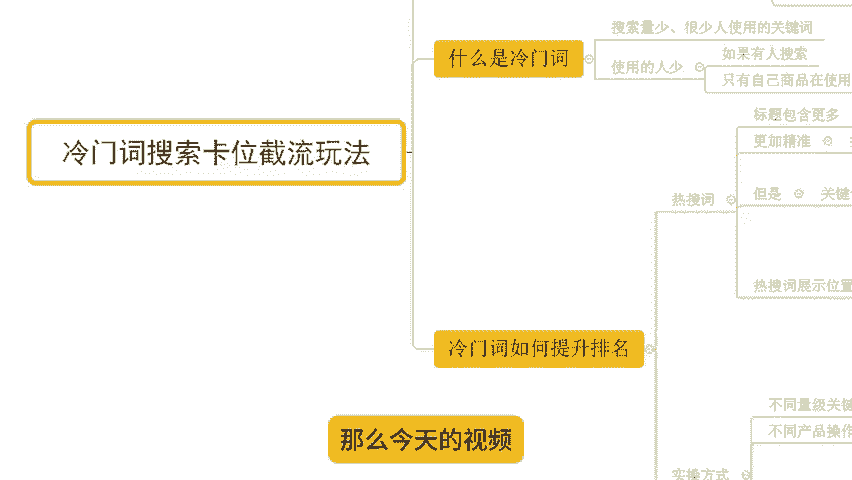 搜索量少、很少人使用的关键词
什么是冷门词
如果有人搜索
使用的人少
只有自己商品在使用
标题包含更多
冷门词搜索卡位截流玩法
更加精准
热搜词
但是
关键
热搜词展示位置
冷门词如何提升排名
不同量级关键
那么今天的视频
不同产品操作
实操方式